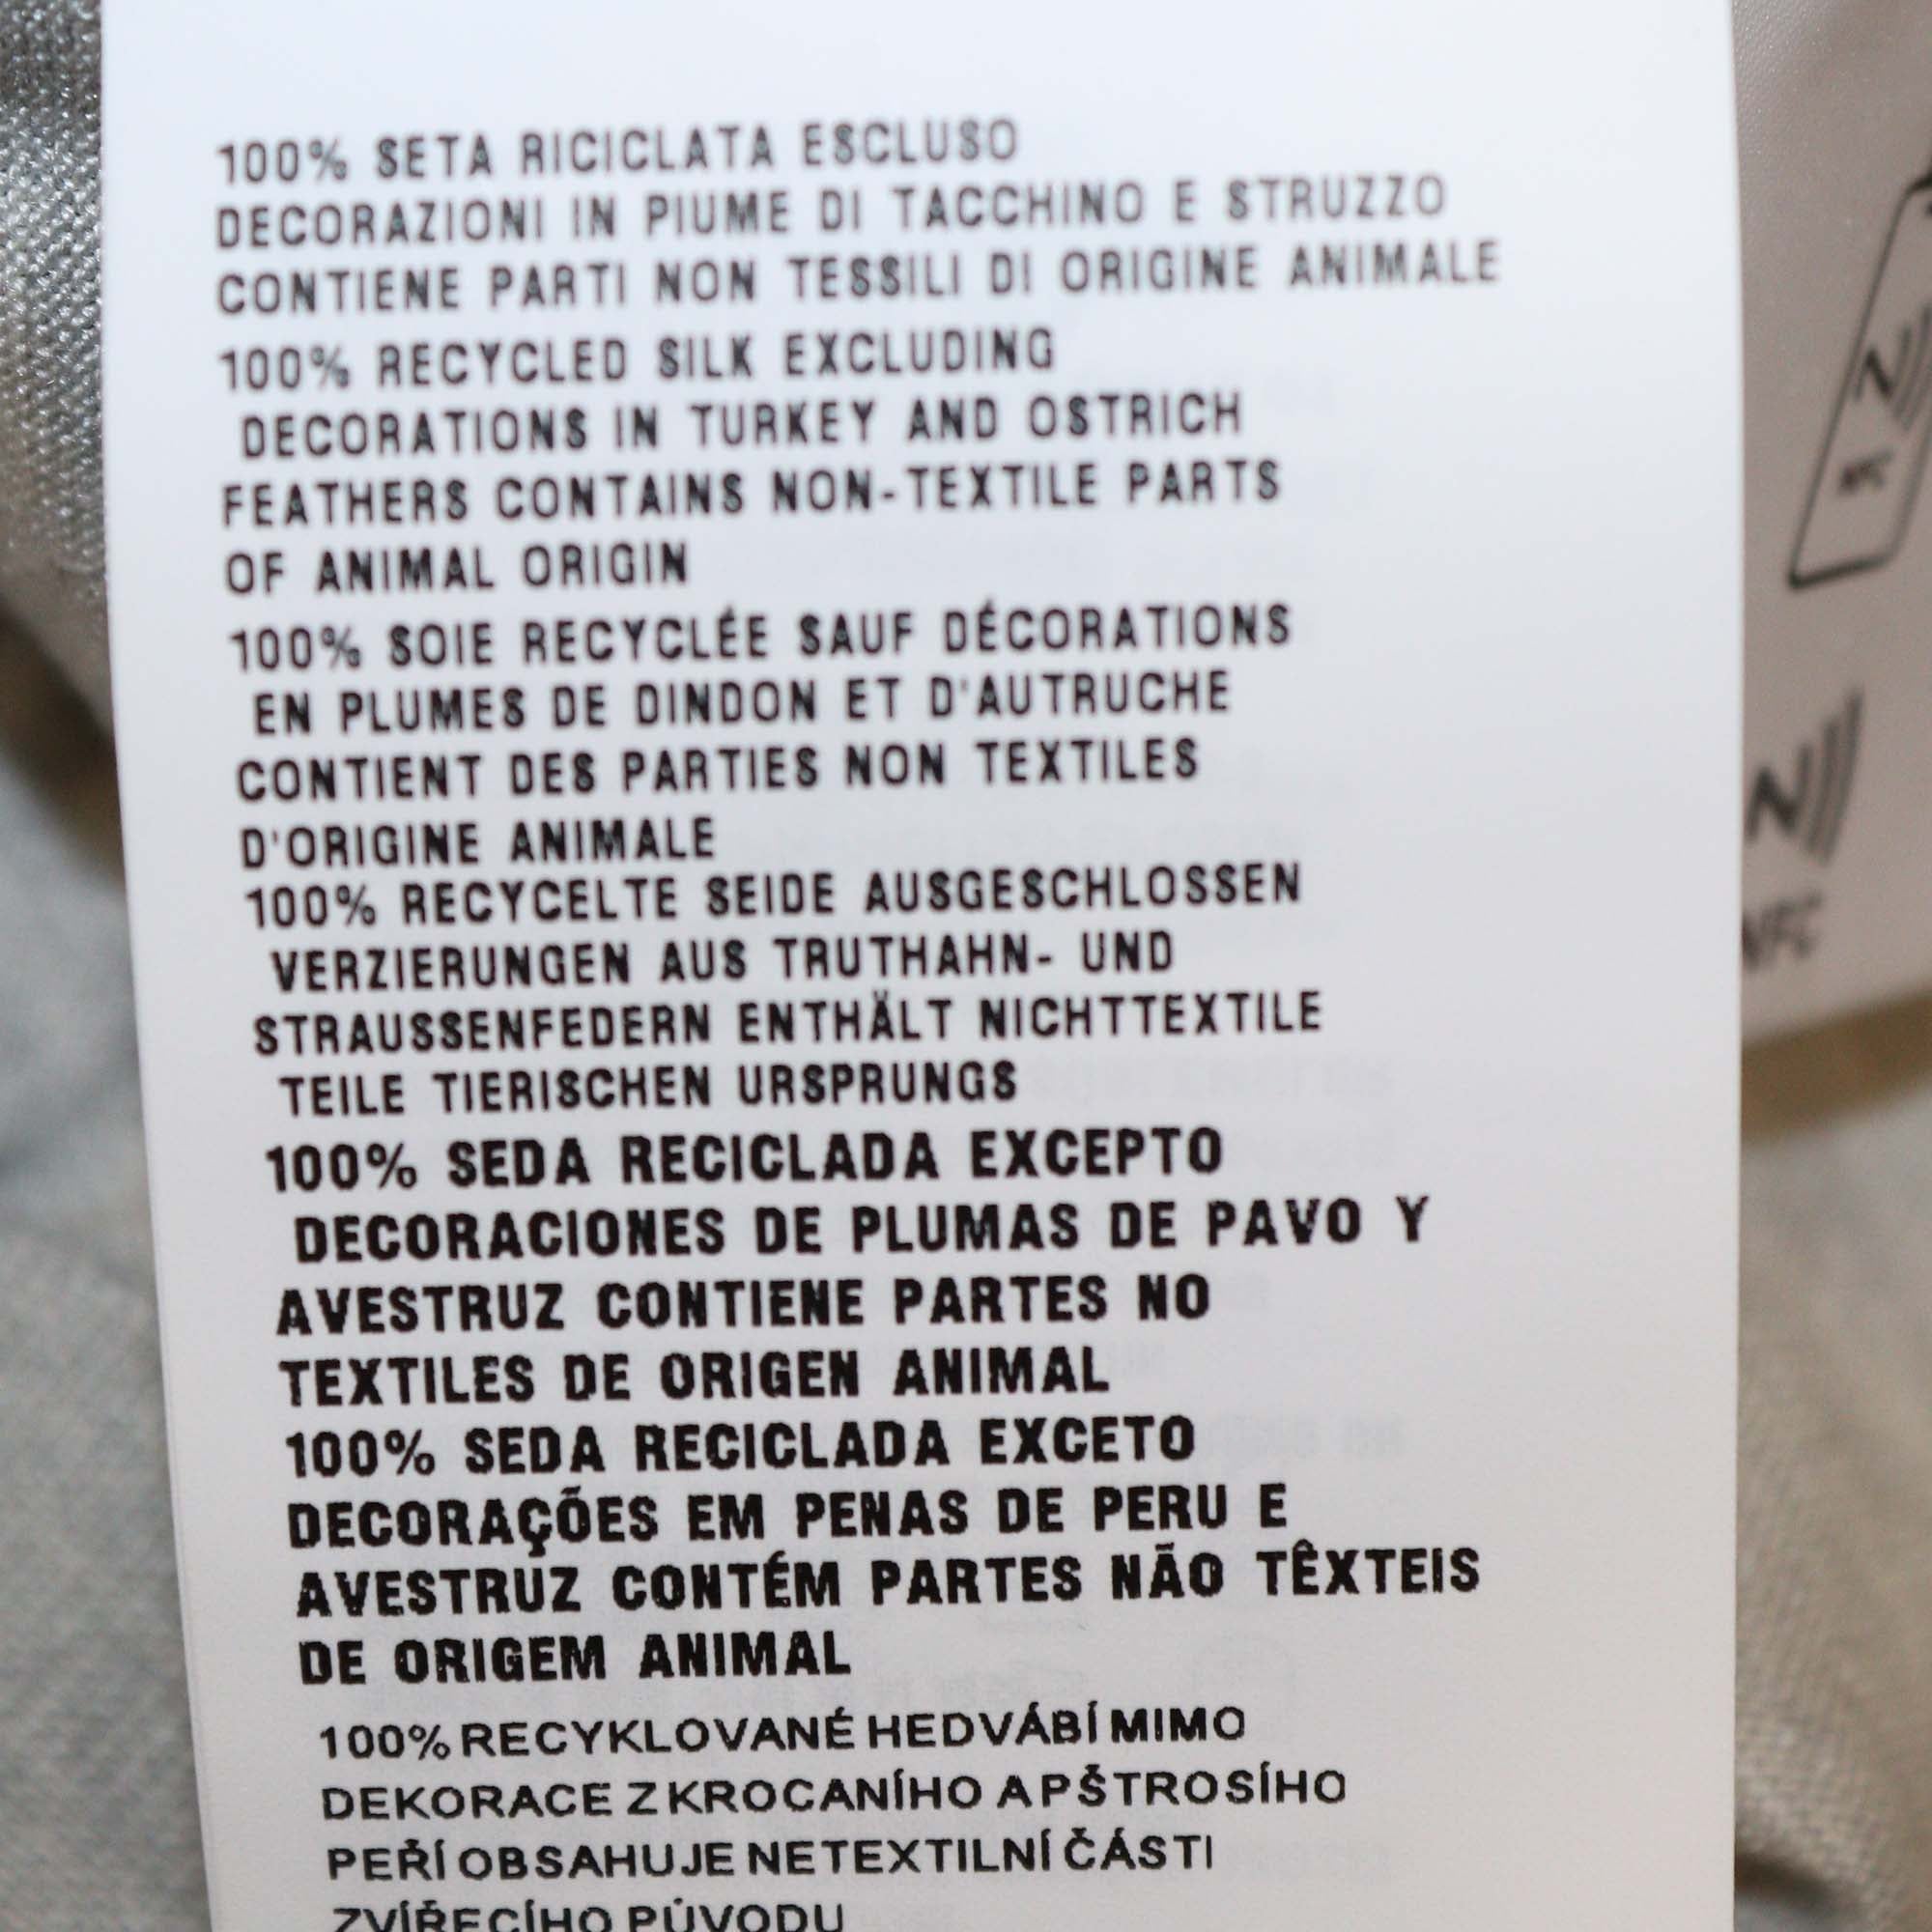 100% SETA RICICLATA ESCLUSO
DECORAZIONI IN PIUME DI TACCHINO E STRUZZO
CONTIENE PARTI NON TESSILI DI ORIGINE ANIMALE
100% RECYCLED SILK EXCLUDING
DECORATIONS IN TURKEY AND OSTRICH
FEATHERS CONTAINS NON-TEXTILE PARTS
OF ANIMAL ORIGIN
100% SOIE RECYCLÉE SAUF DÉCORATIONS
EN PLUMES DE DINDON ET D'AUTRUCHE
CONTIENT DES PARTIES NON TEXTILES
D'ORIGINE ANIMALE
100% RECYCELTE SEIDE AUSGESCHLOSSEN
VERZIERUNGEN AUS TRUTHAHN- UND
STRAUSSENFEDERN ENTHÄLT NICHTTEXTILE
TEILE TIERISCHEN URSPRUNGS
100% SEDA RECICLADA EXCEPTO
DECORACIONES DE PLUMAS DE PAVO Y
AVESTRUZ CONTIENE PARTES NO
TEXTILES DE ORIGEN ANIMAL
100% SEDA RECICLADA EXCETO
DECORAÇÕES EM PENAS DE PERU E
AVESTRUZ CONTÉM PARTES NÃO TÊXTEIS
DE ORIGEM ANIMAL
100% RECYKLOVANÉ HEDVÁBÍ MIMO
DEKORACE Z KROCANÍHO A PŠTROSÍHO
PEŘÍ OBSAHUJE NETEXTILNÍ ČÁSTI
ZVÍŘECÍHO PŮVODU
N
NFC
N
NFC